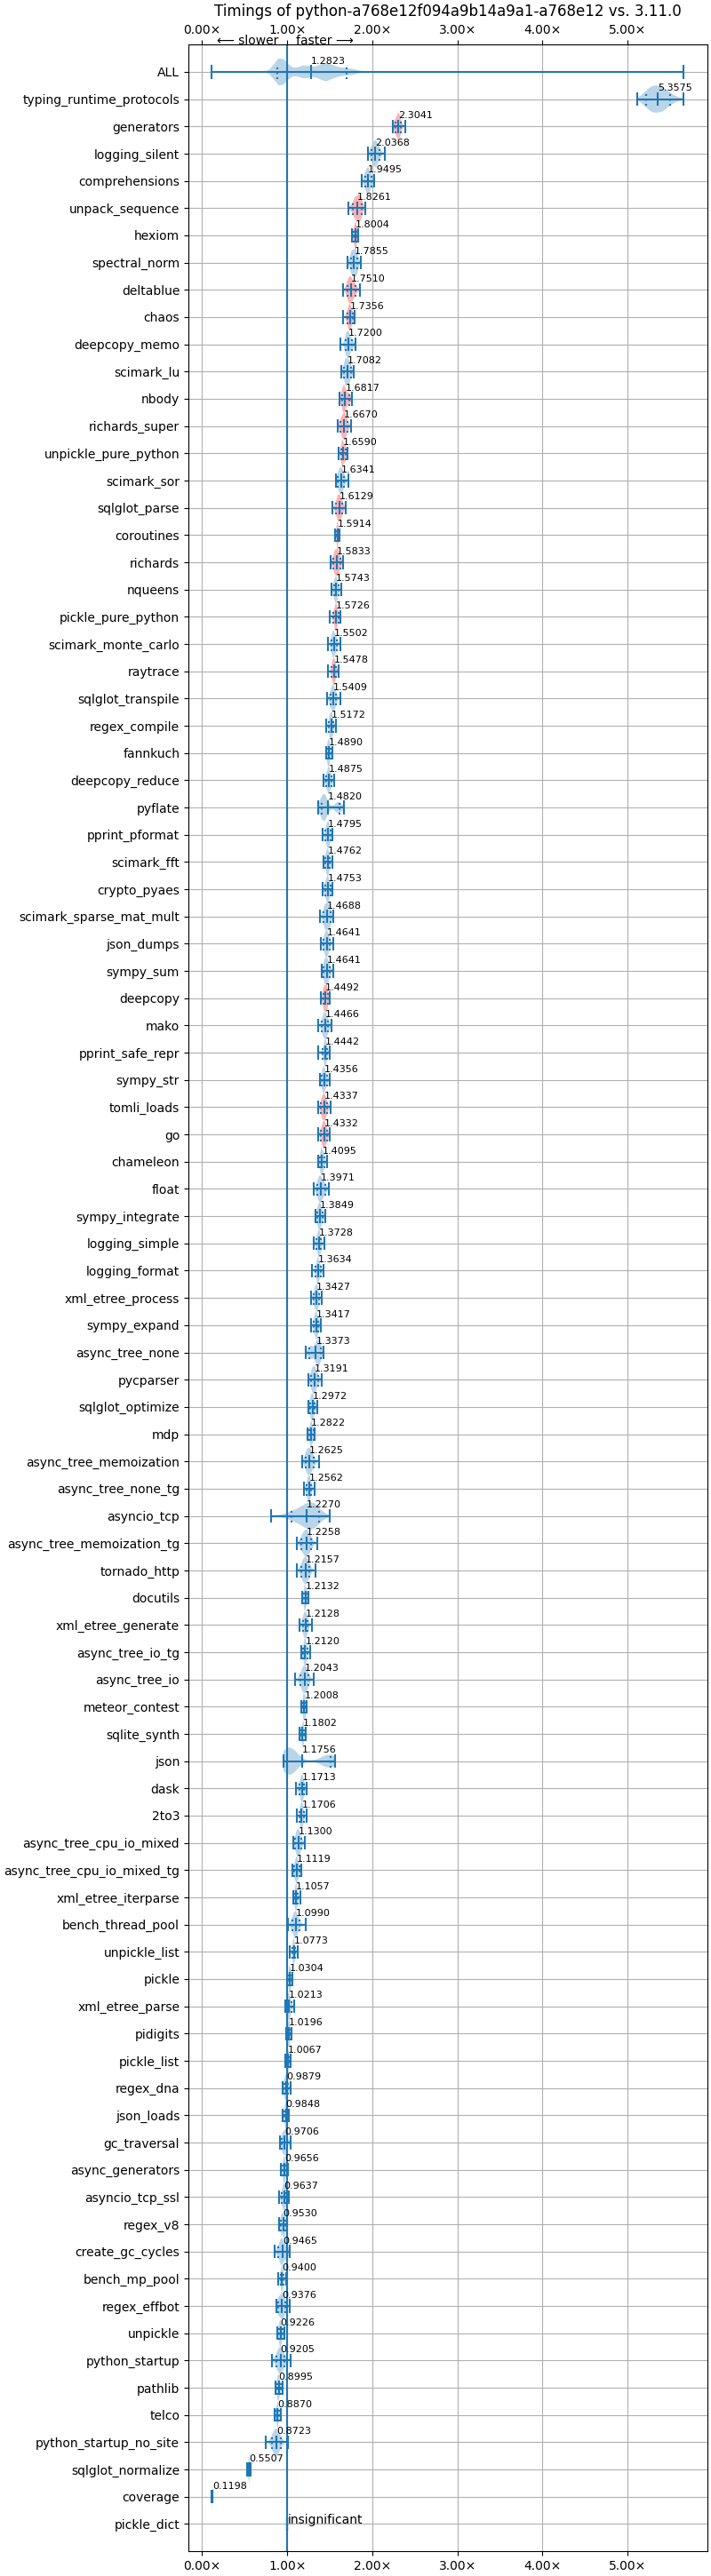 Timings of python-a768e12f094a9b14a9a1-a768e12 vs. 3.11.0
0.00× 1.00× 2.00× 3.00× 4.00× 5.00×
⟵ slower faster ⟶
ALL 1.2823
typing_runtime_protocols 5.3575
generators 2.3041
logging_silent 2.0368
comprehensions 1.9495
unpack_sequence 1.8261
hexiom 1.8004
spectral_norm 1.7855
deltablue 1.7510
chaos 1.7356
deepcopy_memo 1.7200
scimark_lu 1.7082
nbody 1.6817
richards_super 1.6670
unpickle_pure_python 1.6590
scimark_sor 1.6341
sqlglot_parse 1.6129
coroutines 1.5914
richards 1.5833
nqueens 1.5743
pickle_pure_python 1.5726
scimark_monte_carlo 1.5502
raytrace 1.5478
sqlglot_transpile 1.5409
regex_compile 1.5172
fannkuch 1.4890
deepcopy_reduce 1.4875
pyflate 1.4820
pprint_pformat 1.4795
scimark_fft 1.4762
crypto_pyaes 1.4753
scimark_sparse_mat_mult 1.4688
json_dumps 1.4641
sympy_sum 1.4641
deepcopy 1.4492
mako 1.4466
pprint_safe_repr 1.4442
sympy_str 1.4356
tomli_loads 1.4337
go 1.4332
chameleon 1.4095
float 1.3971
sympy_integrate 1.3849
logging_simple 1.3728
logging_format 1.3634
xml_etree_process 1.3427
sympy_expand 1.3417
async_tree_none 1.3373
pycparser 1.3191
sqlglot_optimize 1.2972
mdp 1.2822
async_tree_memoization 1.2625
async_tree_none_tg 1.2562
asyncio_tcp 1.2270
async_tree_memoization_tg 1.2258
tornado_http 1.2157
docutils 1.2132
xml_etree_generate 1.2128
async_tree_io_tg 1.2120
async_tree_io 1.2043
meteor_contest 1.2008
sqlite_synth 1.1802
json 1.1756
dask 1.1713
2to3 1.1706
async_tree_cpu_io_mixed 1.1300
async_tree_cpu_io_mixed_tg 1.1119
xml_etree_iterparse 1.1057
bench_thread_pool 1.0990
unpickle_list 1.0773
pickle 1.0304
xml_etree_parse 1.0213
pidigits 1.0196
pickle_list 1.0067
regex_dna 0.9879
json_loads 0.9848
gc_traversal 0.9706
async_generators 0.9656
asyncio_tcp_ssl 0.9637
regex_v8 0.9530
create_gc_cycles 0.9465
bench_mp_pool 0.9400
regex_effbot 0.9376
unpickle 0.9226
python_startup 0.9205
pathlib 0.8995
telco 0.8870
python_startup_no_site 0.8723
sqlglot_normalize 0.5507
coverage 0.1198
pickle_dict insignificant
0.00× 1.00× 2.00× 3.00× 4.00× 5.00×